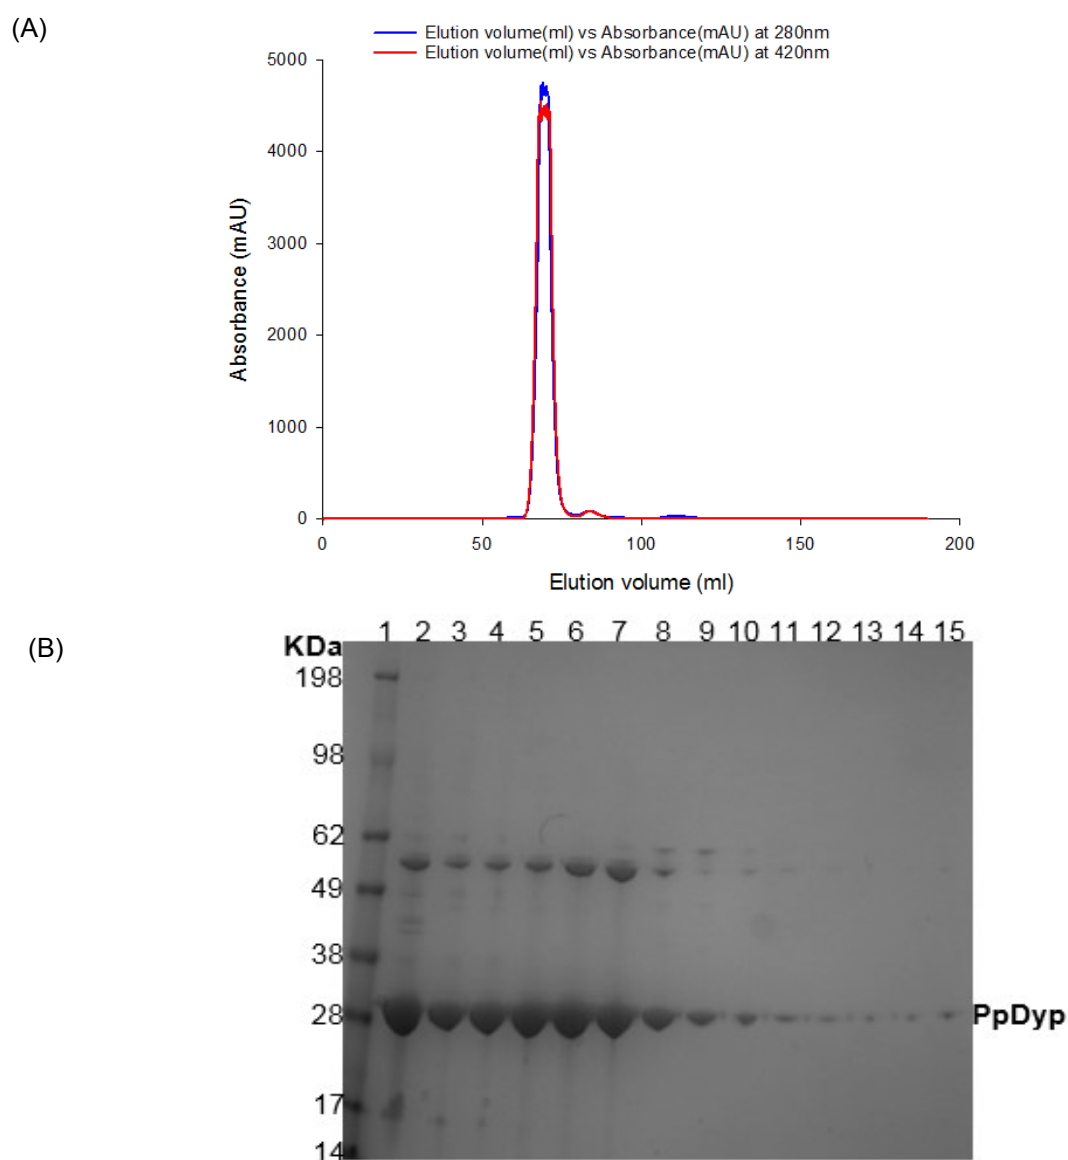 (A)
Elution volume(ml) vs Absorbance(mAU) at 280nm
Elution volume(ml) vs Absorbance(mAU) at 420nm
5000
4000
3000
2000
1000
0
Absorbance (mAU)
0 50 100 150 200
Elution volume (ml)
(B)
KDa 1 2 3 4 5 6 7 8 9 10 11 12 13 14 15
198
98
62
49
38
28 PpDyp
17
14